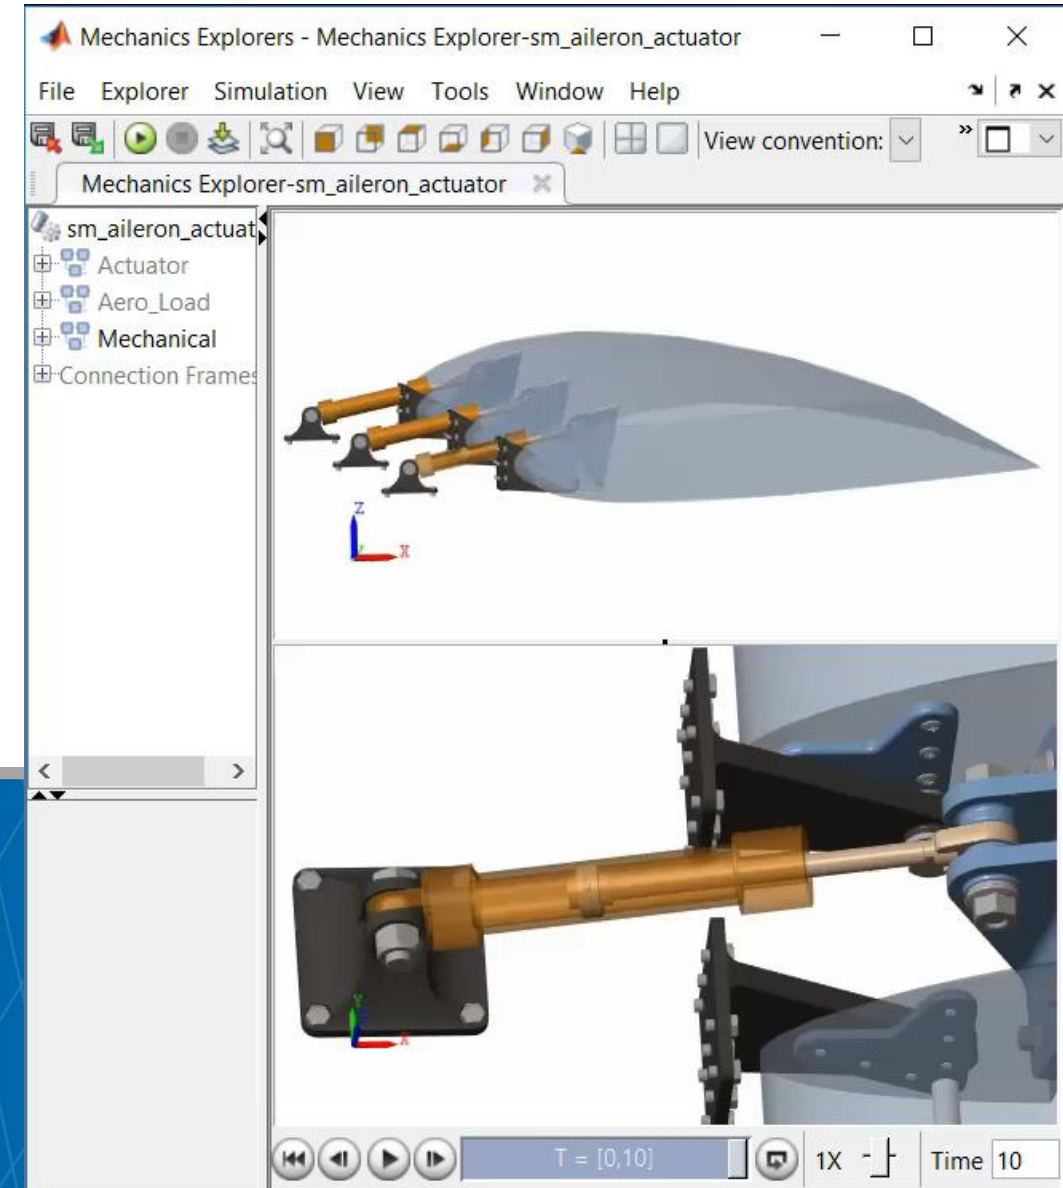 Mechanics Explorers - Mechanics Explorer-sm_aileron_actuator
File Explorer Simulation View Tools Window Help
View convention:
Mechanics Explorer-sm_aileron_actuator
sm_aileron_actuat
Actuator
Aero_Load
Mechanical
Connection Frames
Z
Y X
Y
Z
X
T = [0,10]
1X
Time 10